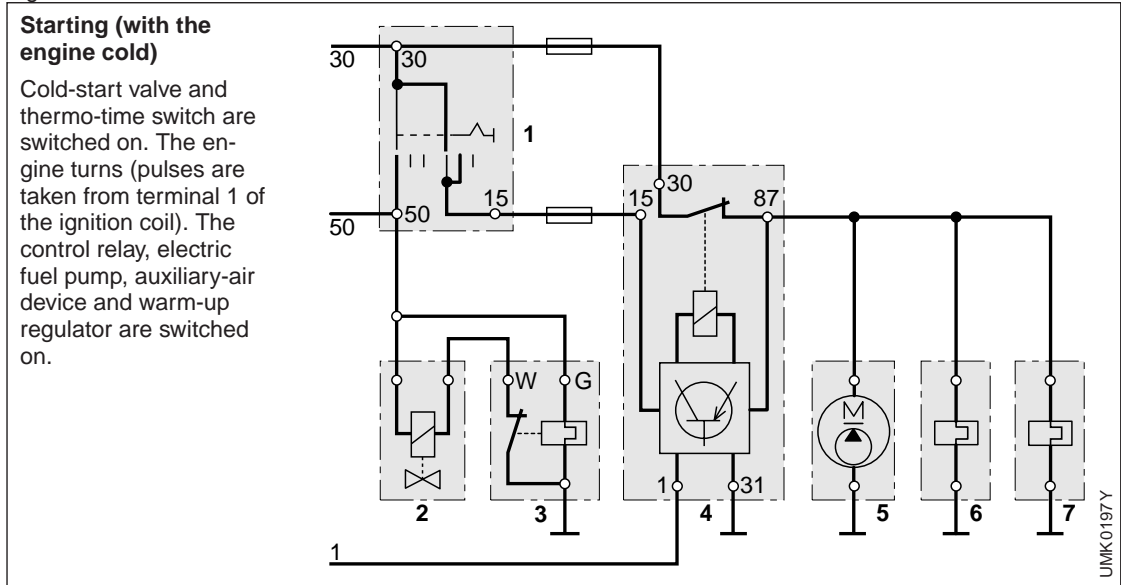 Starting (with the
engine cold)
Cold-start valve and
thermo-time switch are
switched on. The en-
gine turns (pulses are
taken from terminal 1 of
the ignition coil). The
control relay, electric
fuel pump, auxiliary-air
device and warm-up
regulator are switched
on.
30
30
1
30
15
15
87
50
50
W
G
M
1
31
2
3
4
5
6
7
1
UMK0197Y